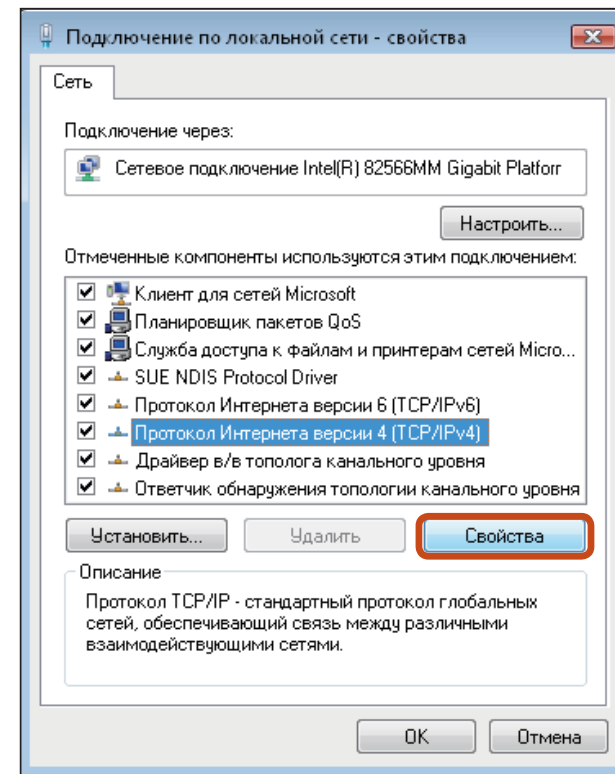 Подключение по локальной сети - свойства
Сеть
Подключение через:
Сетевое подключение Intel(R) 82566MM Gigabit Platforr
Настроить...
Отмеченные компоненты используются этим подключением:
Клиент для сетей Microsoft
Планировщик пакетов QoS
Служба доступа к файлам и принтерам сетей Micro...
SUE NDIS Protocol Driver
Протокол Интернета версии 6 (TCP/IPv6)
Протокол Интернета версии 4 (TCP/IPv4)
Драйвер в/в тополога канального уровня
Ответчик обнаружения топологии канального уровня
Установить...
Удалить
Свойства
Описание
Протокол TCP/IP - стандартный протокол глобальных
сетей, обеспечивающий связь между различными
взаимодействующими сетями.
OK
Отмена